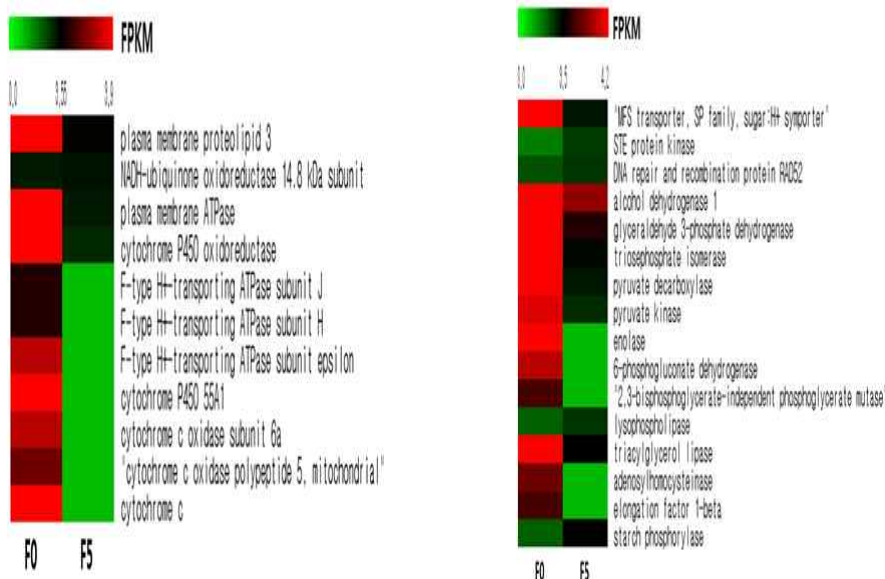 FPKM
0,0 8,55 9,9
plasma membrane proteolipid 3
NADH-ubiquinone oxidoreductase 14.8 kDa subunit
plasma membrane ATPase
cytochrome P450 oxidoreductase
F-type H+-transporting ATPase subunit J
F-type H+-transporting ATPase subunit H
F-type H+-transporting ATPase subunit epsilon
cytochrome P450 55A1
cytochrome c oxidase subunit 6a
"cytochrome c oxidase polypeptide 5, mitochondrial"
cytochrome c
F0 F5
FPKM
0,0 3,5 4,2
"MFS transporter, SP family, sugar:H+ symporter"
STE protein kinase
DNA repair and recombination protein RAD52
alcohol dehydrogenase 1
glyceraldehyde 3-phosphate dehydrogenase
triosephosphate isomerase
pyruvate decarboxylase
pyruvate kinase
enolase
6-phosphogluconate dehydrogenase
"2,3-bisphosphoglycerate-independent phosphoglycerate mutase"
lysophospholipase
triacylglycerol lipase
adenosylhomocysteinase
elongation factor 1-beta
starch phosphorylase
F0 F5